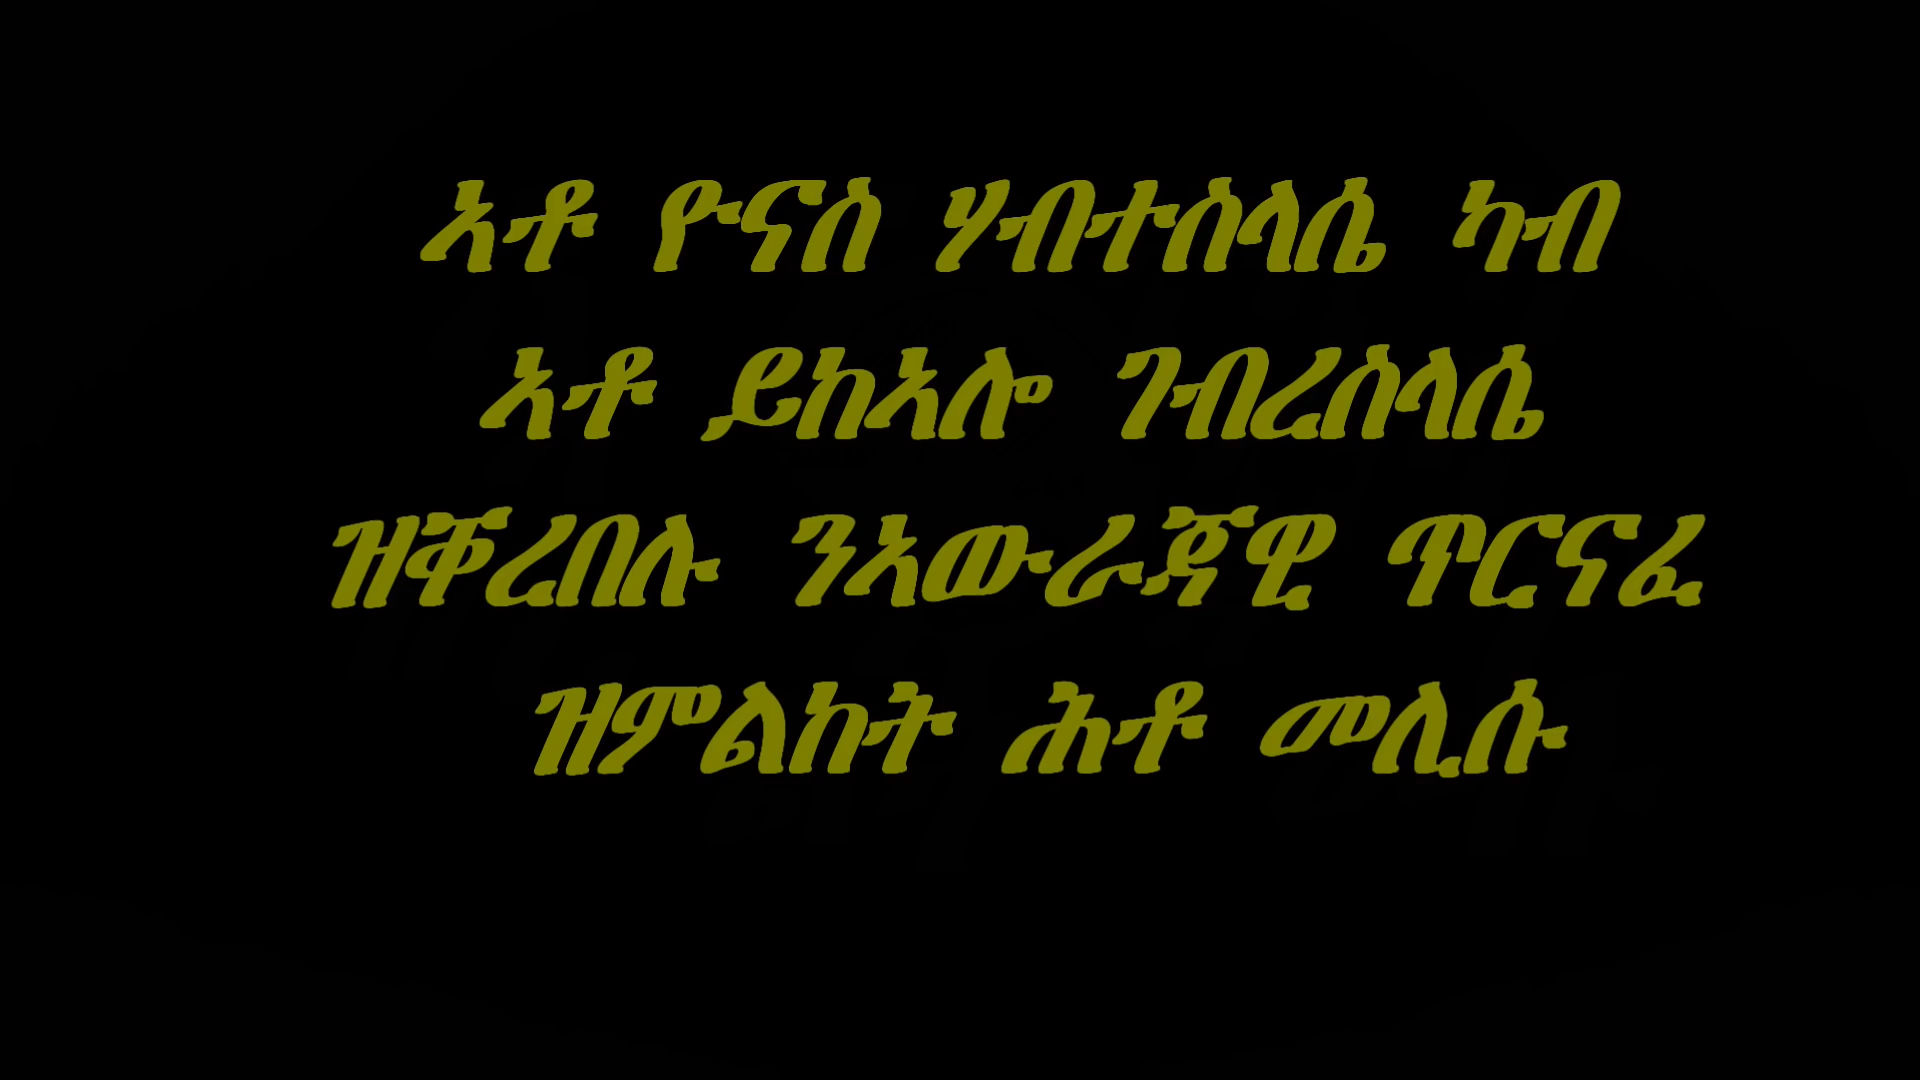 ኣቶ ዮናስ ሃብተስላሴ ካብ
ኣቶ ይከኣሎ ገብረስላሴ
ዝቐረበሉ ንኣውራጃዊ ጥርናፈ
ዝምልከት ሕቶ መሊሱ